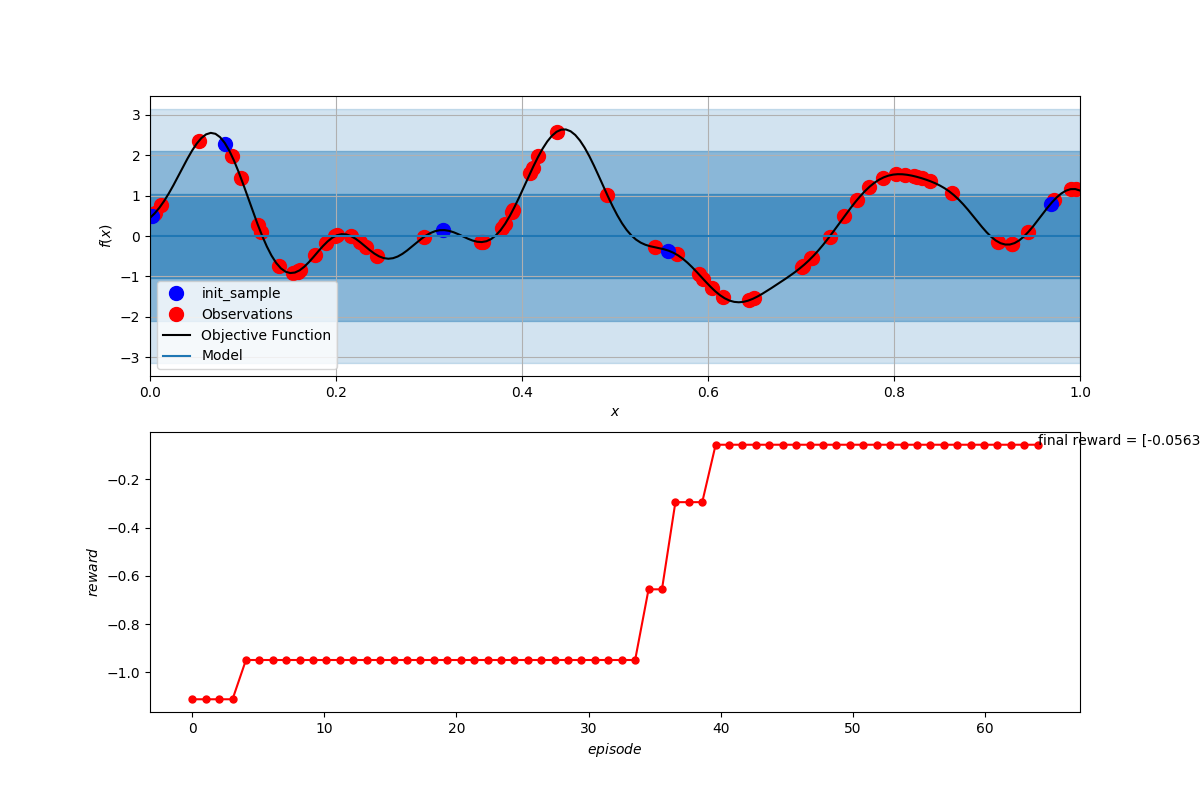 3
2
1
0
−1
−2
−3
f(x)
init_sample
Observations
Objective Function
Model
0.0
0.2
0.4
0.6
0.8
1.0
x
final reward = [-0.0563
−0.2
−0.4
−0.6
−0.8
−1.0
reward
0
10
20
30
40
50
60
episode